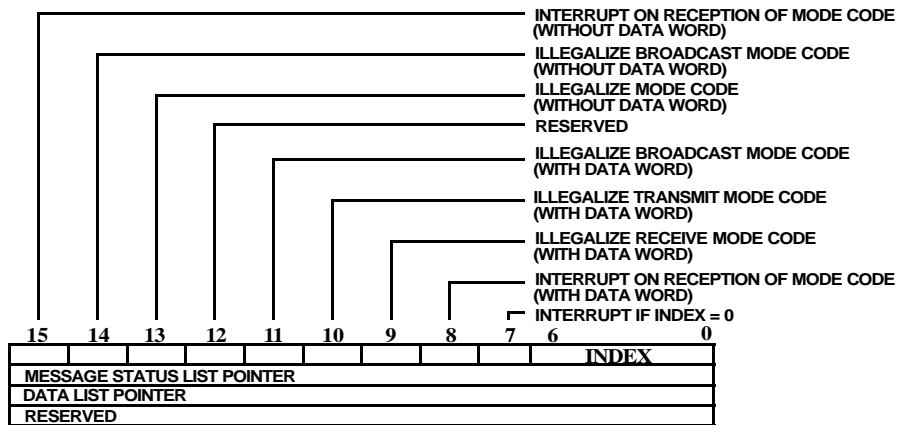 INTERRUPT ON RECEPTION OF MODE CODE
(WITHOUT DATA WORD)
ILLEGALIZE BROADCAST MODE CODE
(WITHOUT DATA WORD)
ILLEGALIZE MODE CODE
(WITHOUT DATA WORD)
RESERVED
ILLEGALIZE BROADCAST MODE CODE
(WITH DATA WORD)
ILLEGALIZE TRANSMIT MODE CODE
(WITH DATA WORD)
ILLEGALIZE RECEIVE MODE CODE
(WITH DATA WORD)
INTERRUPT ON RECEPTION OF MODE CODE
(WITH DATA WORD)
INTERRUPT IF INDEX = 0
15 14 13 12 11 10 9 8 7 6 0
INDEX
MESSAGE STATUS LIST POINTER
DATA LIST POINTER
RESERVED